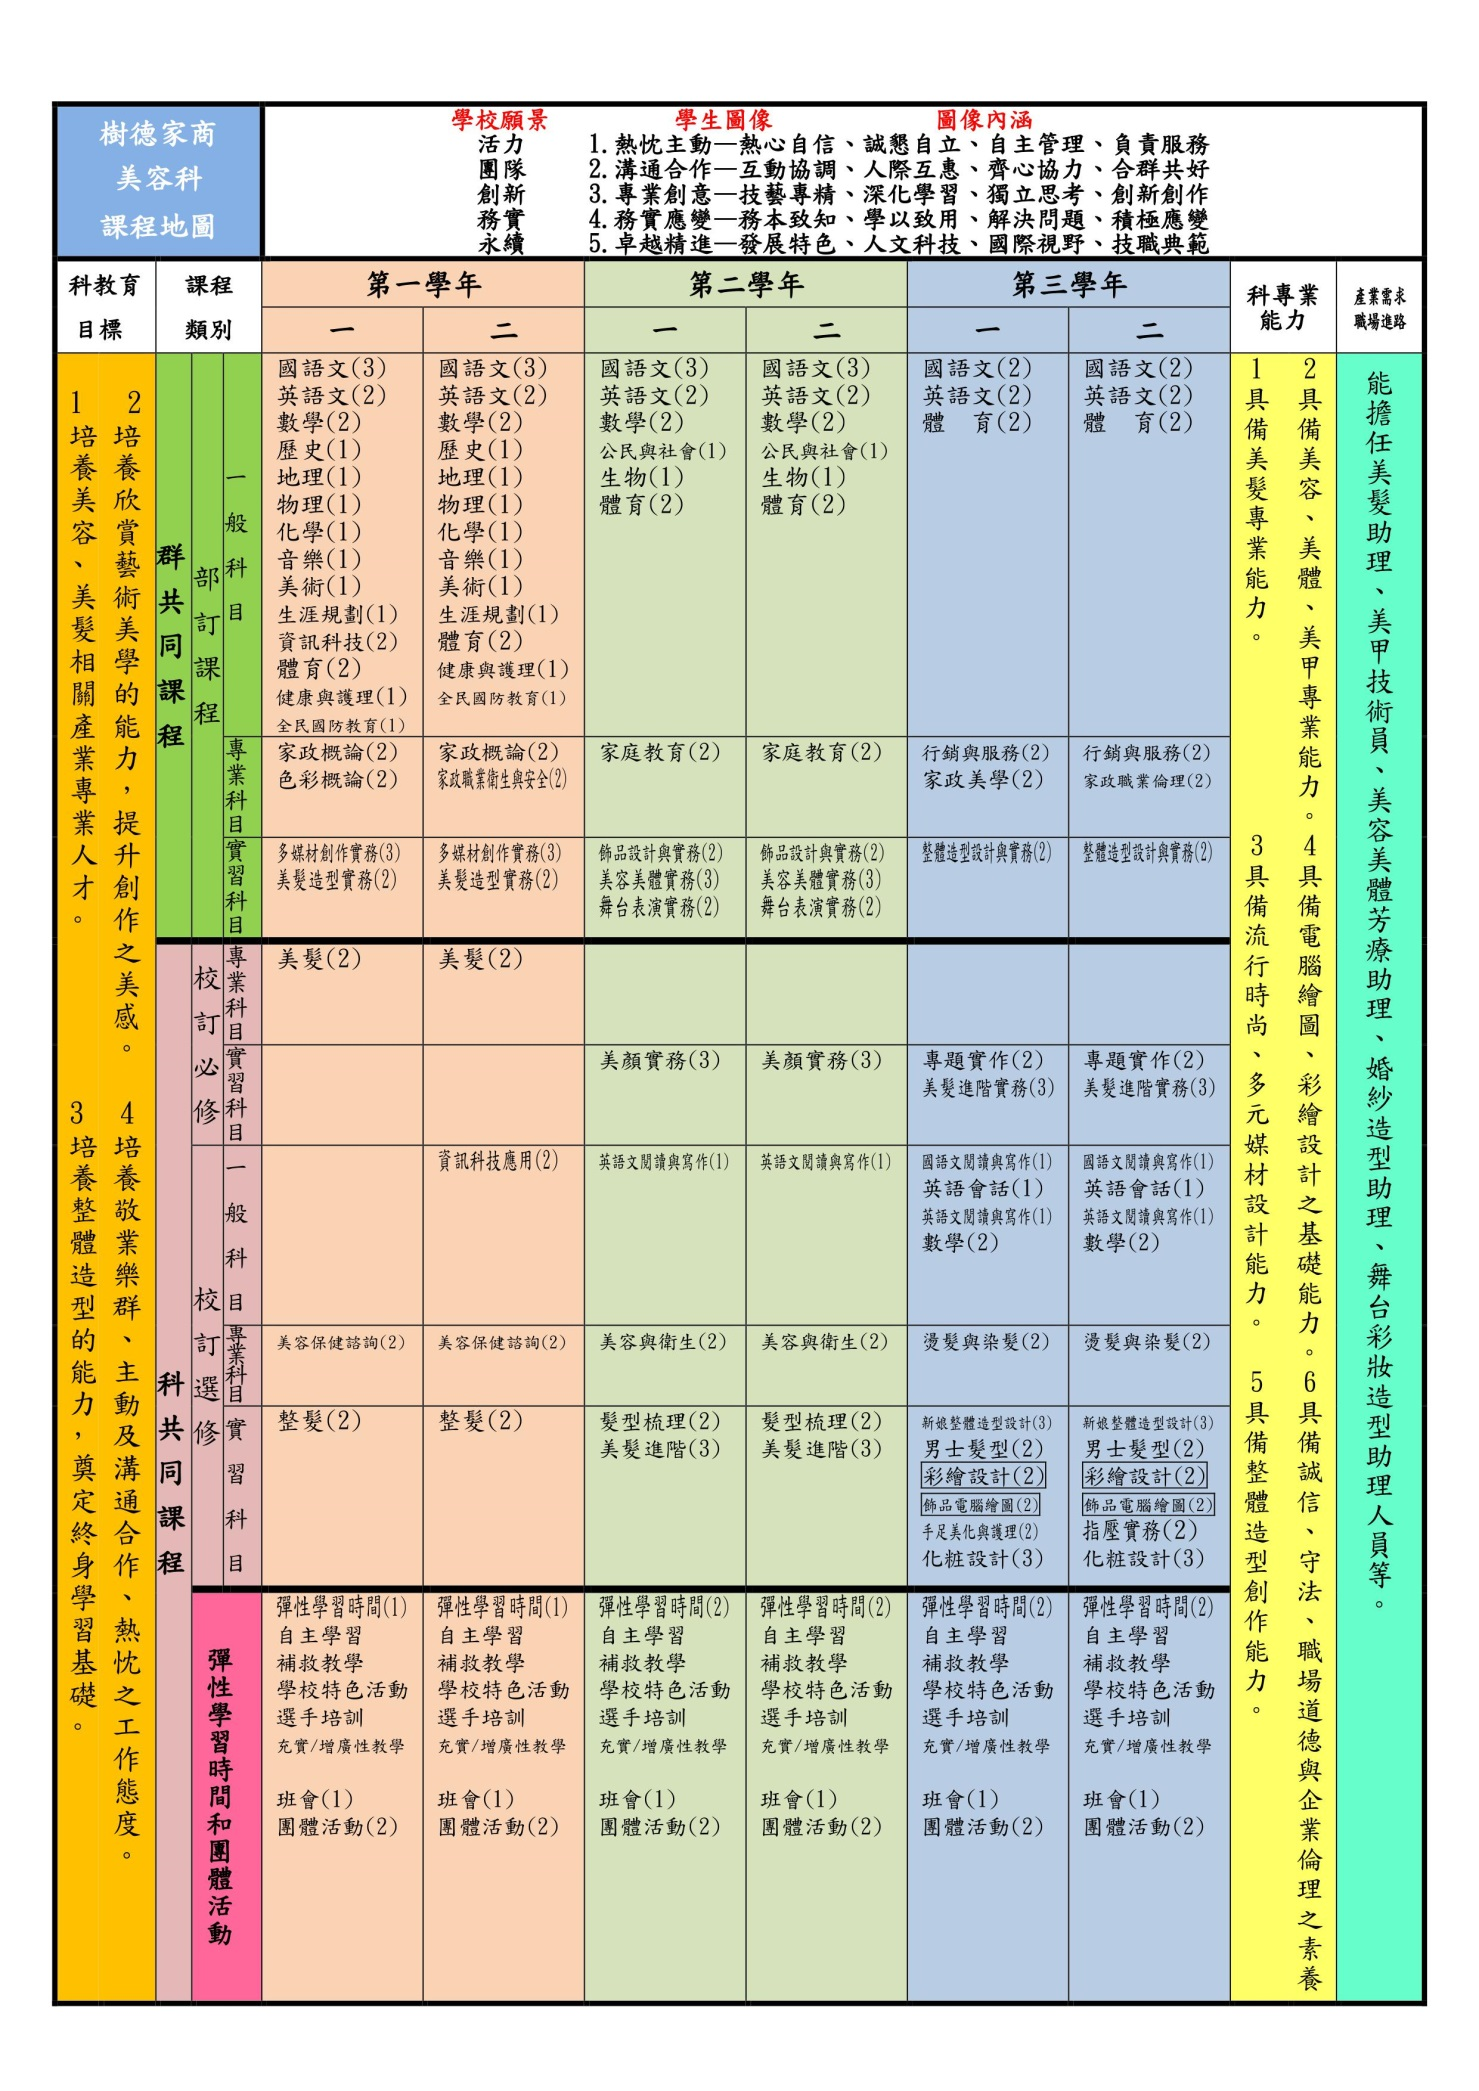 樹德家商
美容科
課程地圖
學校願景 學生圖像 圖像內涵
活力 1.熱忱主動—熱心自信、誠懇自立、自主管理、負責服務
團隊 2.溝通合作—互動協調、人際互惠、齊心協力、合群共好
創新 3.專業創意—技藝專精、深化學習、獨立思考、創新創作
務實 4.務實應變—務本致知、學以致用、解決問題、積極應變
永續 5.卓越精進—發展特色、人文科技、國際視野、技職典範
科教育
目標
課程
類別
第一學年 第二學年 第三學年
一 二 一 二 一 二
科專業
能力
產業需求
職場進路
1培養美容、美髮相關產業專業人才。
2培養欣賞藝術美學的能力,提升創作之美感。
3培養整體造型的能力,奠定終身學習基礎。
4培養敬業樂群、主動及溝通合作、熱忱之工作態度。
群共同課程
部訂課程
一般科目
國語文(3) 國語文(3) 國語文(3) 國語文(3) 國語文(2) 國語文(2)
英語文(2) 英語文(2) 英語文(2) 英語文(2) 英語文(2) 英語文(2)
數學(2) 數學(2) 數學(2) 數學(2) 體 育(2) 體 育(2)
歷史(1) 歷史(1) 公民與社會(1) 公民與社會(1)
地理(1) 地理(1) 生物(1) 生物(1)
物理(1) 物理(1) 體育(2) 體育(2)
化學(1) 化學(1)
音樂(1) 音樂(1)
美術(1) 美術(1)
生涯規劃(1) 生涯規劃(1)
資訊科技(2) 體育(2)
體育(2) 健康與護理(1)
健康與護理(1) 全民國防教育(1)
全民國防教育(1)
專業科目
家政概論(2) 家政概論(2) 家庭教育(2) 家庭教育(2) 行銷與服務(2) 行銷與服務(2)
色彩概論(2) 家政職業衛生與安全(2) 家政美學(2) 家政職業倫理(2)
實習科目
多媒材創作實務(3) 多媒材創作實務(3) 飾品設計與實務(2) 飾品設計與實務(2) 整體造型設計與實務(2) 整體造型設計與實務(2)
美髮造型實務(2) 美髮造型實務(2) 美容美體實務(3) 美容美體實務(3)
舞台表演實務(2) 舞台表演實務(2)
科共同課程
校訂必修
專業科目
美髮(2) 美髮(2)
實習科目
美顏實務(3) 美顏實務(3) 專題實作(2) 專題實作(2)
美髮進階實務(3) 美髮進階實務(3)
校訂選修
一般科目
資訊科技應用(2) 英語文閱讀與寫作(1) 英語文閱讀與寫作(1) 國語文閱讀與寫作(1) 國語文閱讀與寫作(1)
英語會話(1) 英語會話(1)
英語文閱讀與寫作(1) 英語文閱讀與寫作(1)
數學(2) 數學(2)
專業科目
美容保健諮詢(2) 美容保健諮詢(2) 美容與衛生(2) 美容與衛生(2) 燙髮與染髮(2) 燙髮與染髮(2)
實習科目
整髮(2) 整髮(2) 髮型梳理(2) 髮型梳理(2) 新娘整體造型設計(3) 新娘整體造型設計(3)
美髮進階(3) 美髮進階(3) 男士髮型(2) 男士髮型(2)
彩繪設計(2) 彩繪設計(2)
飾品電腦繪圖(2) 飾品電腦繪圖(2)
手足美化與護理(2) 指壓實務(2)
化粧設計(3) 化粧設計(3)
彈性學習時間和團體活動
彈性學習時間(1) 彈性學習時間(1) 彈性學習時間(2) 彈性學習時間(2) 彈性學習時間(2) 彈性學習時間(2)
自主學習 自主學習 自主學習 自主學習 自主學習 自主學習
補救教學 補救教學 補救教學 補救教學 補救教學 補救教學
學校特色活動 學校特色活動 學校特色活動 學校特色活動 學校特色活動 學校特色活動
選手培訓 選手培訓 選手培訓 選手培訓 選手培訓 選手培訓
充實/增廣性教學 充實/增廣性教學 充實/增廣性教學 充實/增廣性教學 充實/增廣性教學 充實/增廣性教學
班會(1) 班會(1) 班會(1) 班會(1) 班會(1) 班會(1)
團體活動(2) 團體活動(2) 團體活動(2) 團體活動(2) 團體活動(2) 團體活動(2)
1具備美髮專業能力。
2具備美容、美體、美甲專業能力。
3具備流行時尚、多元媒材設計能力。
4具備電腦繪圖、彩繪設計之基礎能力。
5具備整體造型創作能力。
6具備誠信、守法、職場道德與企業倫理之素養
能擔任美髮助理、美甲技術員、美容美體芳療助理、婚紗造型助理、舞台彩妝造型助理人員等。